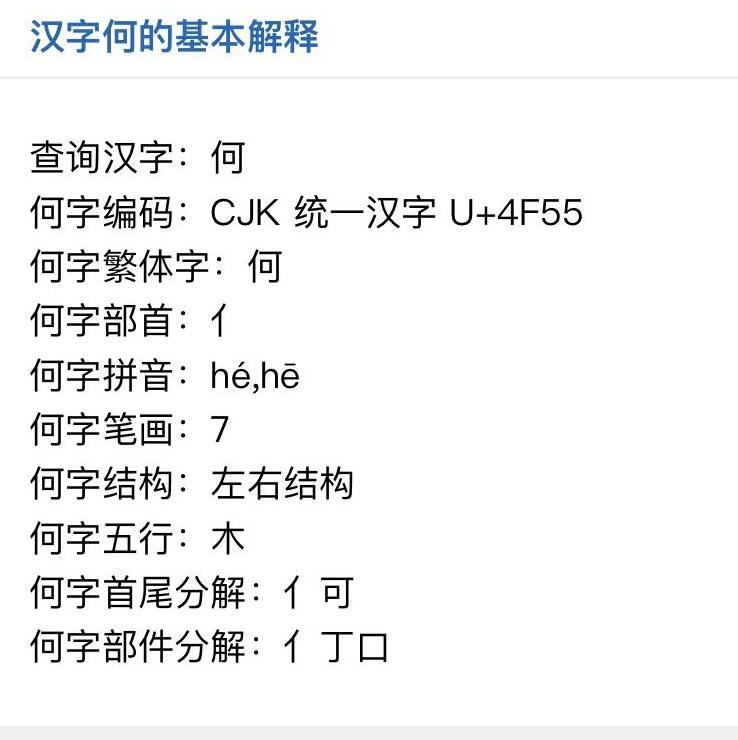 汉字何的基本解释
查询汉字：何
何字编码：CJK 统一汉字 U+4F55
何字繁体字：何
何字部首：亻
何字拼音：hé,hē
何字笔画：7
何字结构：左右结构
何字五行：木
何字首尾分解：亻可
何字部件分解：亻丁口